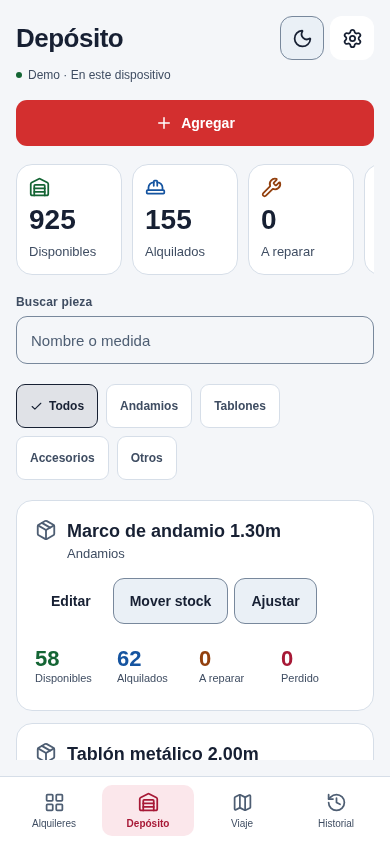 Depósito
Demo · En este dispositivo
Agregar
925
Disponibles
155
Alquilados
0
A reparar
Buscar pieza
Nombre o medida
Todos
Andamios
Tablones
Accesorios
Otros
Marco de andamio 1.30m
Andamios
Editar
Mover stock
Ajustar
58
Disponibles
62
Alquilados
0
A reparar
0
Perdido
Tablón metálico 2.00m
Alquileres
Depósito
Viaje
Historial